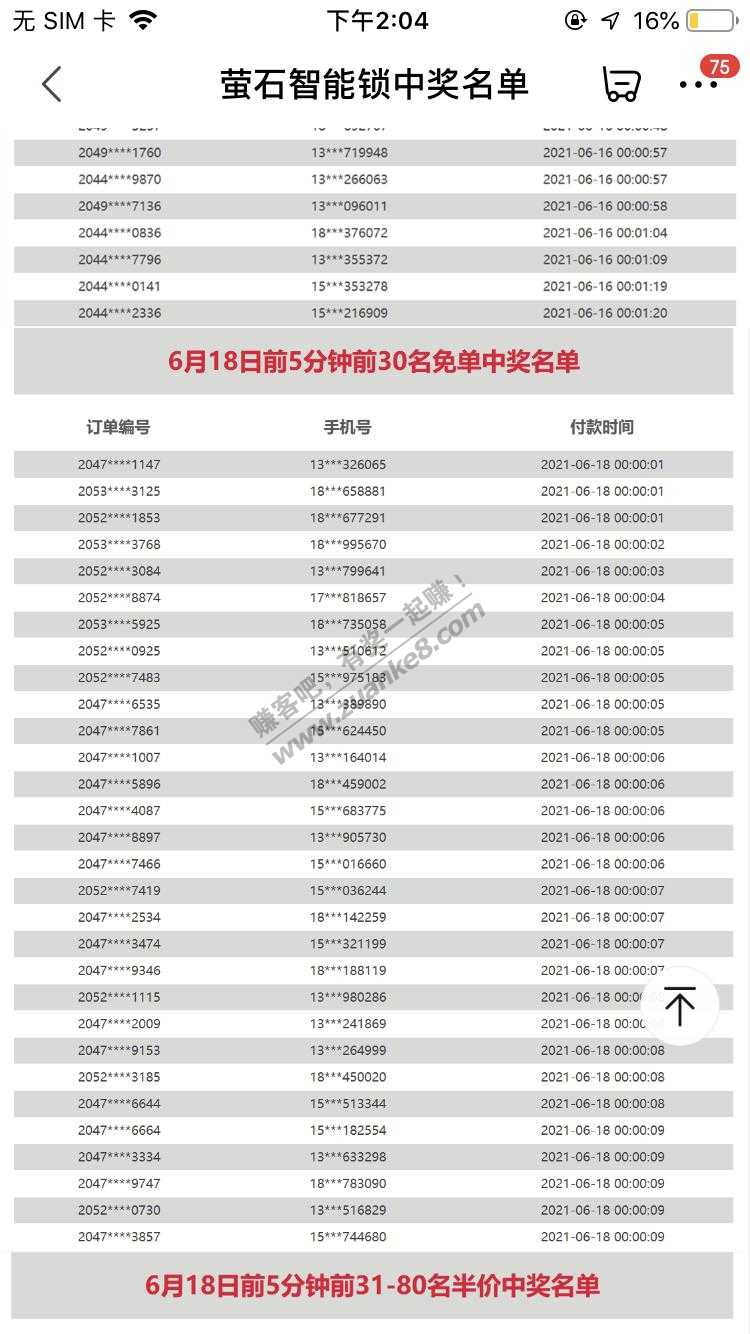 无 SIM 卡 下午2:04 16%
萤石智能锁中奖名单 75
2049****1760 13***719948 2021-06-16 00:00:57
2044****9870 13***266063 2021-06-16 00:00:57
2049****7136 13***096011 2021-06-16 00:00:58
2044****0836 18***376072 2021-06-16 00:01:04
2044****7796 13***355372 2021-06-16 00:01:09
2044****0141 15***353278 2021-06-16 00:01:19
2044****2336 15***216909 2021-06-16 00:01:20
6月18日前5分钟前30名免单中奖名单
订单编号 手机号 付款时间
2047****1147 13***326065 2021-06-18 00:00:01
2053****3125 18***658881 2021-06-18 00:00:01
2052****1853 18***677291 2021-06-18 00:00:01
2053****3768 18***995670 2021-06-18 00:00:02
2052****3084 13***799641 2021-06-18 00:00:03
2052****8874 17***818657 2021-06-18 00:00:04
2053****5925 18***735058 2021-06-18 00:00:05
2052****0925 13***510612 2021-06-18 00:00:05
2052****7483 15***975183 2021-06-18 00:00:05
2047****6535 13***389890 2021-06-18 00:00:05
2047****7861 15***624450 2021-06-18 00:00:05
2047****1007 13***164014 2021-06-18 00:00:06
2047****5896 18***459002 2021-06-18 00:00:06
2047****4087 15***683775 2021-06-18 00:00:06
2047****8897 13***905730 2021-06-18 00:00:06
2047****7466 15***016660 2021-06-18 00:00:06
2052****7419 15***036244 2021-06-18 00:00:07
2047****2534 18***142259 2021-06-18 00:00:07
2047****3474 15***321199 2021-06-18 00:00:07
2047****9346 18***188119 2021-06-18 00:00:07
2052****1115 13***980286 2021-06-18
2047****2009 13***241869 2021-06-18
2047****9153 13***264999 2021-06-18 00:00:08
2052****3185 18***450020 2021-06-18 00:00:08
2047****6644 15***513344 2021-06-18 00:00:08
2047****6664 15***182554 2021-06-18 00:00:09
2047****3334 13***633298 2021-06-18 00:00:09
2047****9747 18***783090 2021-06-18 00:00:09
2052****0730 13***516829 2021-06-18 00:00:09
2047****3857 15***744680 2021-06-18 00:00:09
6月18日前5分钟前31-80名半价中奖名单
赚客吧，有奖一起赚！
www.zuanke8.com